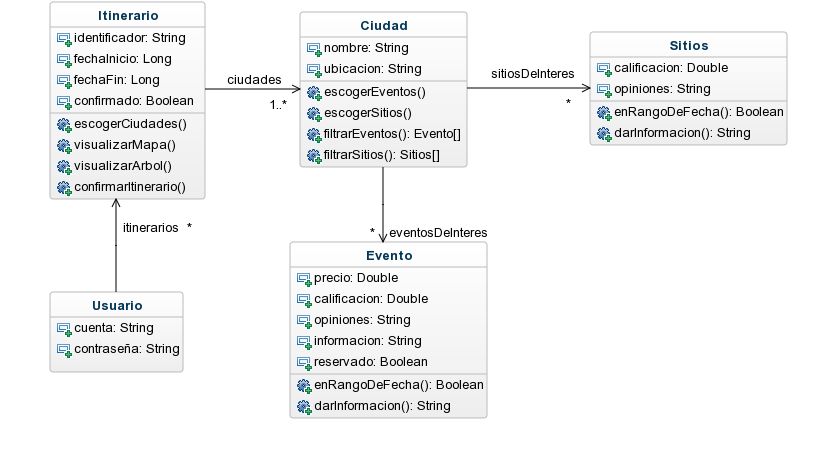 Itinerario
identificador: String
fechaInicio: Long
fechaFin: Long
confirmado: Boolean
escogerCiudades()
visualizarMapa()
visualizarArbol()
confirmarItinerario()
ciudades
1..*
Ciudad
nombre: String
ubicacion: String
escogerEventos()
escogerSitios()
filtrarEventos(): Evento[]
filtrarSitios(): Sitios[]
sitiosDeInteres
*
Sitios
calificacion: Double
opiniones: String
enRangoDeFecha(): Boolean
darInformacion(): String
itinerarios *
* eventosDeInteres
Usuario
cuenta: String
contraseña: String
Evento
precio: Double
calificacion: Double
opiniones: String
informacion: String
reservado: Boolean
enRangoDeFecha(): Boolean
darInformacion(): String